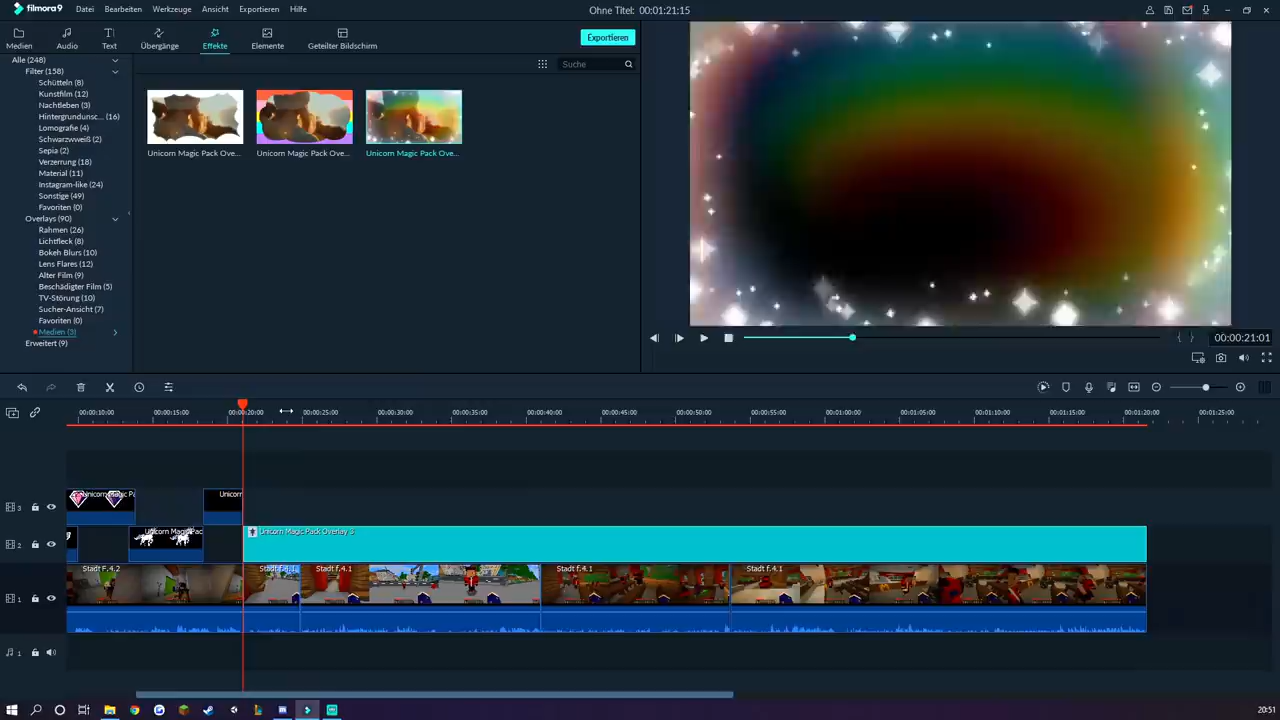 filmora9 Datei Bearbeiten Werkzeuge Ansicht Exportieren Hilfe Ohne Titel: 00:01:21:15
Medien Audio Text Übergänge Effekte Elemente Geteilter Bildschirm Exportieren
Alle (248)
Filter (158)
Schütteln (8)
Kunstfilm (12)
Nachtleben (3)
Hintergrundunsc... (16)
Lomografie (4)
Schwarzweiß (2)
Sepia (2)
Verzerrung (18)
Material (11)
Instagram-like (24)
Sonstige (49)
Favoriten (0)
Overlays (90)
Rahmen (26)
Lichtfleck (8)
Bokeh Blurs (10)
Lens Flares (12)
Alter Film (9)
Beschädigter Film (5)
TV-Störung (10)
Sucher-Ansicht (7)
Favoriten (0)
Medien (3)
Erweitert (9)
Suche
Unicorn Magic Pack Ove... Unicorn Magic Pack Ove... Unicorn Magic Pack Ove...
00:00:21:01
00:00:10:00 00:00:15:00 00:00:20:00 00:00:25:00 00:00:30:00 00:00:35:00 00:00:40:00 00:00:45:00 00:00:50:00 00:00:55:00 00:01:00:00 00:01:05:00 00:01:10:00 00:01:15:00 00:01:20:00 00:01:25:00
3 Unicorn Magic Pa Unicorn
2 Unicorn Magic Pac Unicorn Magic Pack Overlay 3
1 Stadt F.4.2 Stadt f.4.1 Stadt f.4.1 Stadt f.4.1 Stadt f.4.1
1
20:51